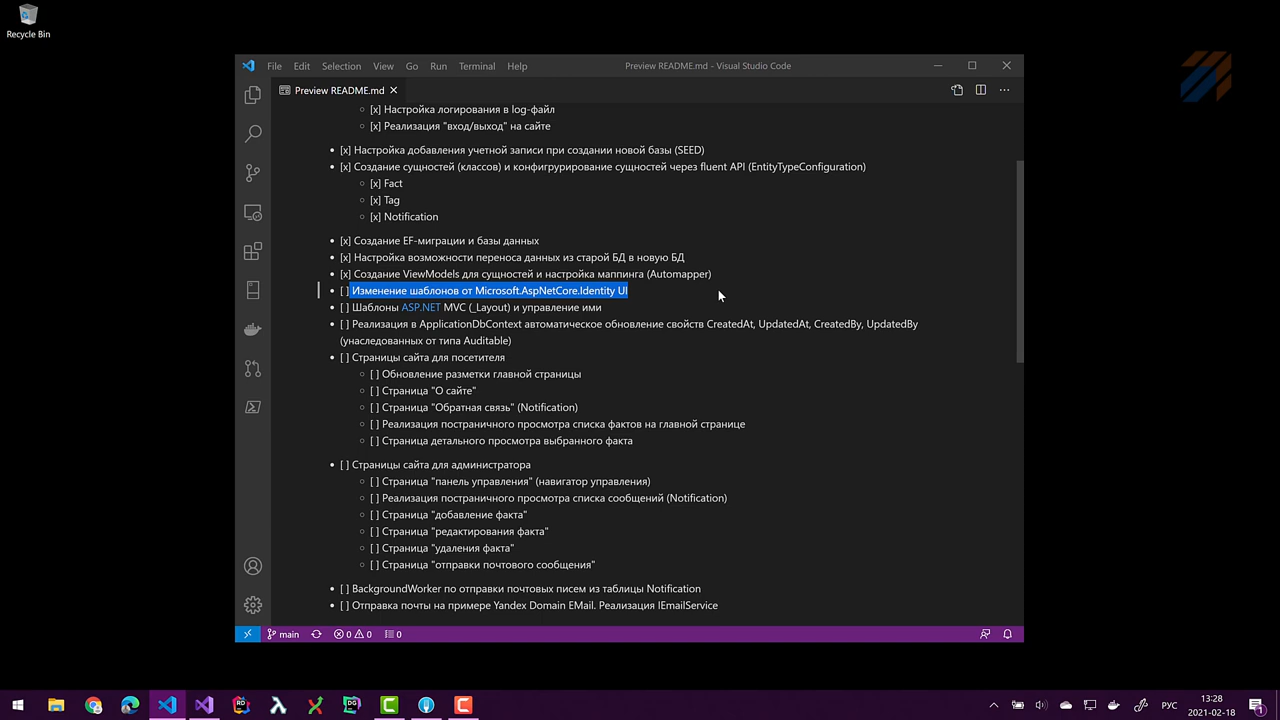 Recycle Bin
File Edit Selection View Go Run Terminal Help
Preview README.md - Visual Studio Code
Preview README.md
[x] Настройка логирования в log-файл
[x] Реализация "вход/выход" на сайте
[x] Настройка добавления учетной записи при создании новой базы (SEED)
[x] Создание сущностей (классов) и конфигрурирование сущностей через fluent API (EntityTypeConfiguration)
[x] Fact
[x] Tag
[x] Notification
[x] Создание EF-миграции и базы данных
[x] Настройка возможности переноса данных из старой БД в новую БД
[x] Создание ViewModels для сущностей и настройка маппинга (Automapper)
[ ] Изменение шаблонов от Microsoft.AspNetCore.Identity UI
[ ] Шаблоны ASP.NET MVC (_Layout) и управление ими
[ ] Реализация в ApplicationDbContext автоматическое обновление свойств CreatedAt, UpdatedAt, CreatedBy, UpdatedBy
(унаследованных от типа Auditable)
[ ] Страницы сайта для посетителя
[ ] Обновление разметки главной страницы
[ ] Страница "О сайте"
[ ] Страница "Обратная связь" (Notification)
[ ] Реализация постраничного просмотра списка фактов на главной странице
[ ] Страница детального просмотра выбранного факта
[ ] Страницы сайта для администратора
[ ] Страница "панель управления" (навигатор управления)
[ ] Реализация постраничного просмотра списка сообщений (Notification)
[ ] Страница "добавление факта"
[ ] Страница "редактирования факта"
[ ] Страница "удаления факта"
[ ] Страница "отправки почтового сообщения"
[ ] BackgroundWorker по отправки почтовых писем из таблицы Notification
[ ] Отправка почты на примере Yandex Domain EMail. Реализация IEmailService
main 0 0 0
RD
DG
РУС
13:28
2021-02-18
1